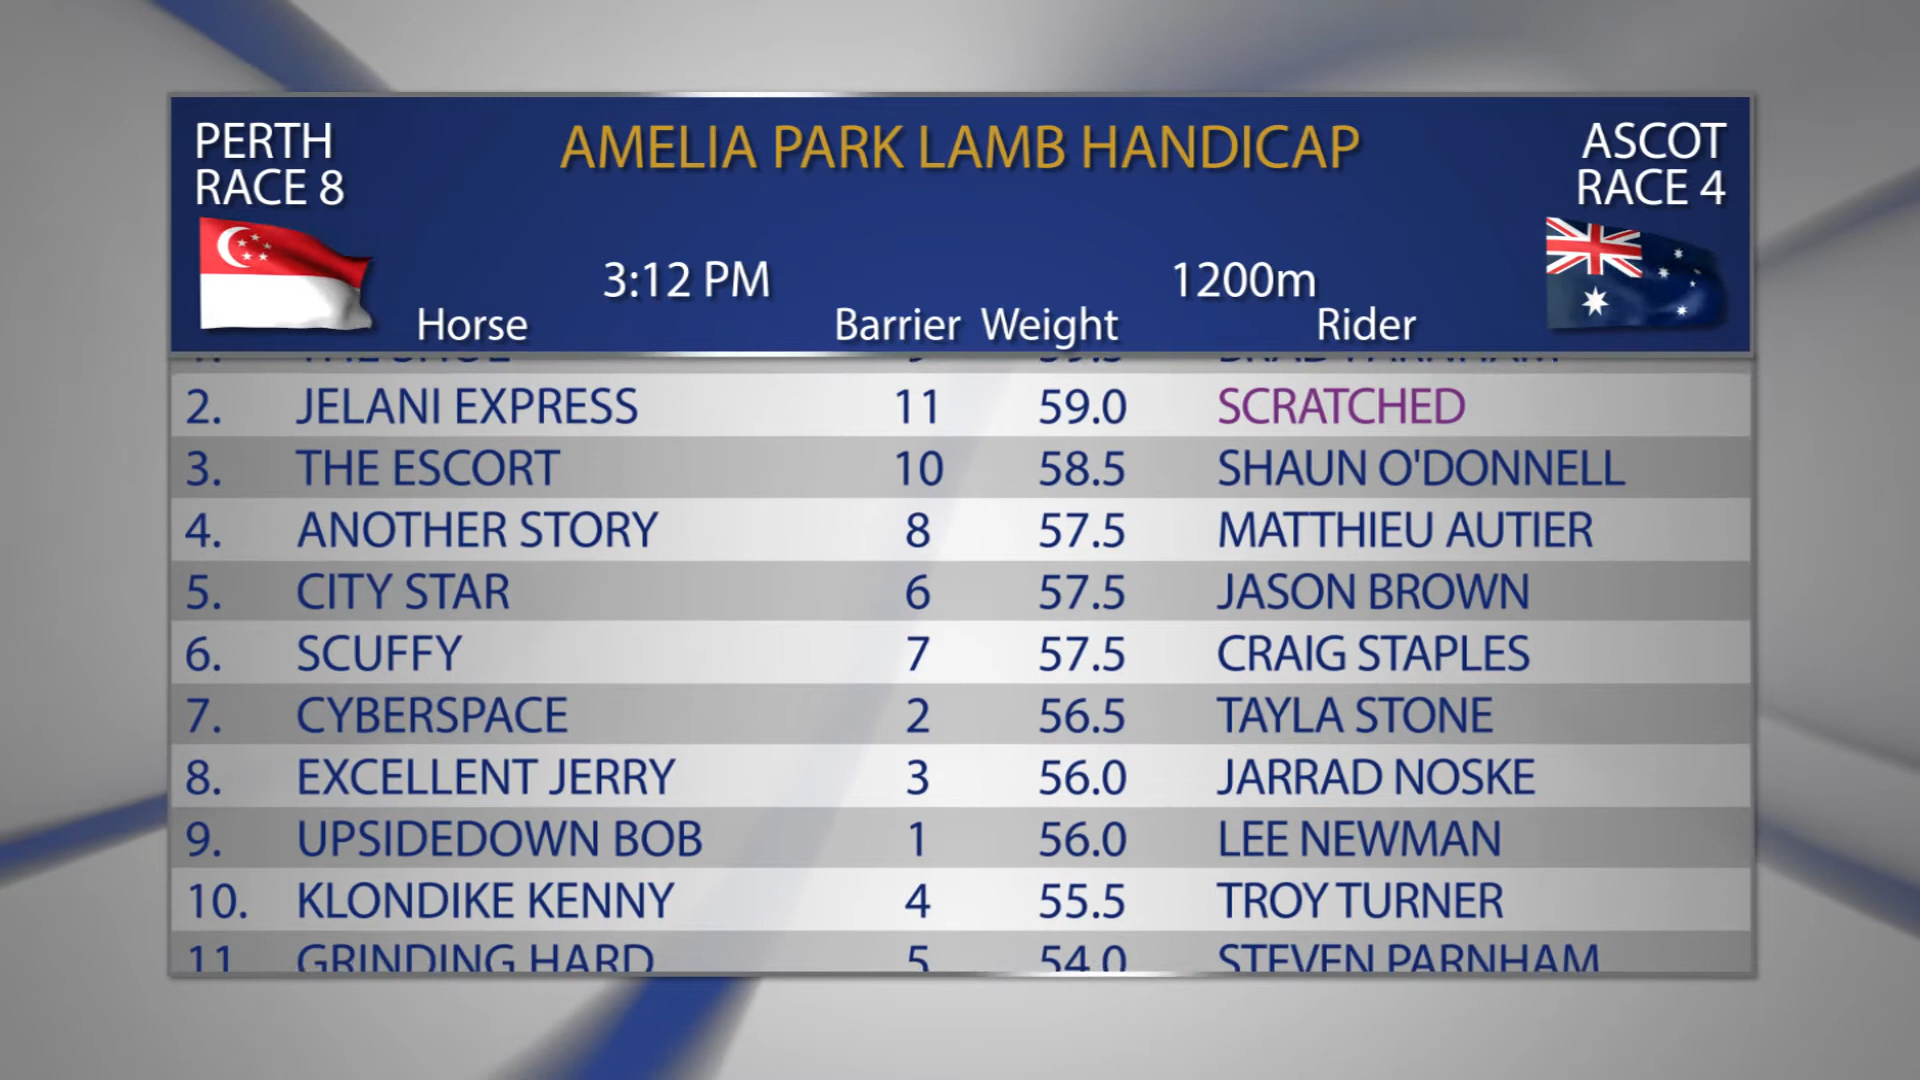 PERTH
RACE 8
AMELIA PARK LAMB HANDICAP
ASCOT
RACE 4
3:12 PM 1200m
Horse Barrier Weight Rider
2. JELANI EXPRESS 11 59.0 SCRATCHED
3. THE ESCORT 10 58.5 SHAUN O'DONNELL
4. ANOTHER STORY 8 57.5 MATTHIEU AUTIER
5. CITY STAR 6 57.5 JASON BROWN
6. SCUFFY 7 57.5 CRAIG STAPLES
7. CYBERSPACE 2 56.5 TAYLA STONE
8. EXCELLENT JERRY 3 56.0 JARRAD NOSKE
9. UPSIDEDOWN BOB 1 56.0 LEE NEWMAN
10. KLONDIKE KENNY 4 55.5 TROY TURNER
11 GRINDING HARD 5 54.0 STEVEN PARNHAM